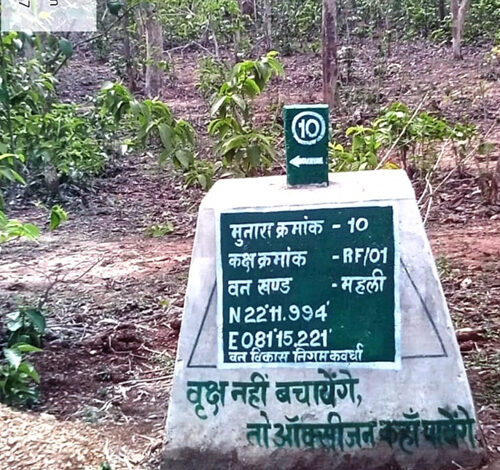 10
मुनारा क्रमांक - 10
कक्ष क्रमांक - RF/01
वन खण्ड - महली
N 22°11.994'
E 081°15.221'
वन विकास निगम कवर्धा
वृक्ष नहीं बचायेंगे,
तो ऑक्सीजन कहाँ पायेंगे